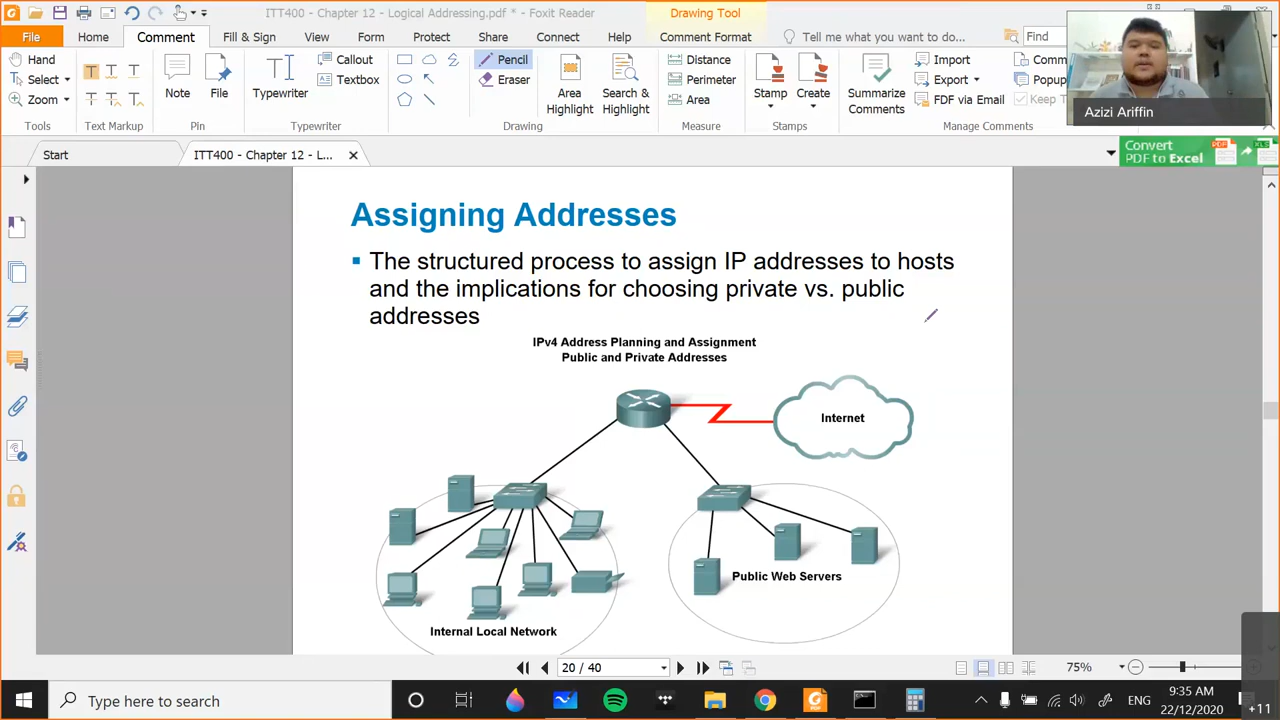 ITT400 - Chapter 12 - Logical Addressing.pdf * - Foxit Reader
Drawing Tool
File
Home
Comment
Fill & Sign
View
Form
Protect
Share
Connect
Help
Comment Format
Tell me what you want to do...
Find
Hand
Select
Zoom
Tools
Text Markup
Note
File
Pin
Typewriter
Callout
Textbox
Typewriter
Pencil
Eraser
Area
Highlight
Search &
Highlight
Drawing
Distance
Perimeter
Area
Measure
Stamp
Create
Stamps
Summarize
Comments
Import
Export
FDF via Email
Comm
Popup
Keep T
Manage Comments
Azizi Ariffin
Start
ITT400 - Chapter 12 - L...
Convert
PDF to Excel
Assigning Addresses
The structured process to assign IP addresses to hosts
and the implications for choosing private vs. public
addresses
IPv4 Address Planning and Assignment
Public and Private Addresses
Internet
Public Web Servers
Internal Local Network
20 / 40
75%
Type here to search
ENG
9:35 AM
22/12/2020
+11